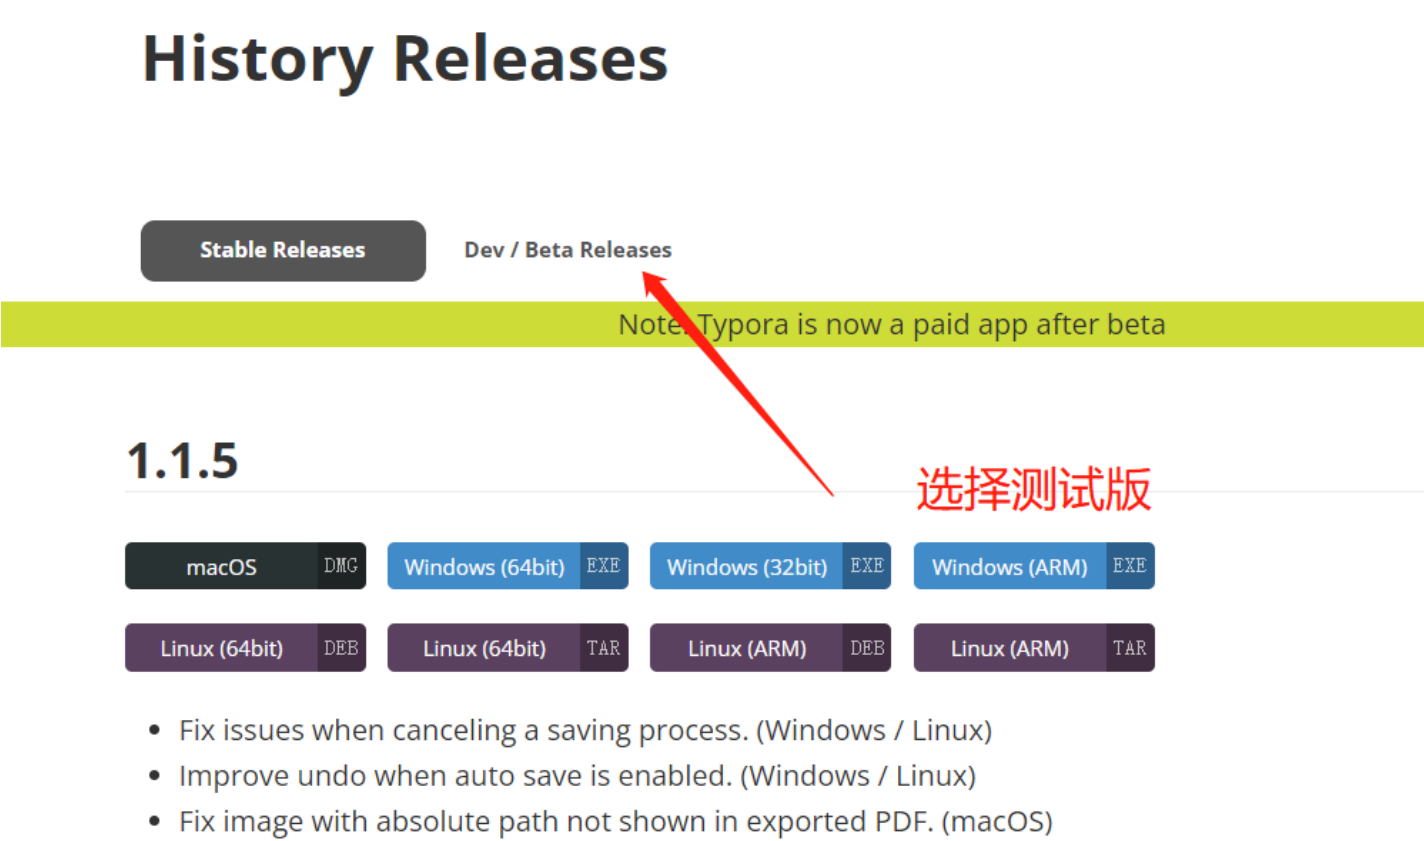 History Releases
Stable Releases Dev / Beta Releases
Note: Typora is now a paid app after beta
1.1.5
选择测试版
macOS DMG Windows (64bit) EXE Windows (32bit) EXE Windows (ARM) EXE
Linux (64bit) DEB Linux (64bit) TAR Linux (ARM) DEB Linux (ARM) TAR
• Fix issues when canceling a saving process. (Windows / Linux)
• Improve undo when auto save is enabled. (Windows / Linux)
• Fix image with absolute path not shown in exported PDF. (macOS)